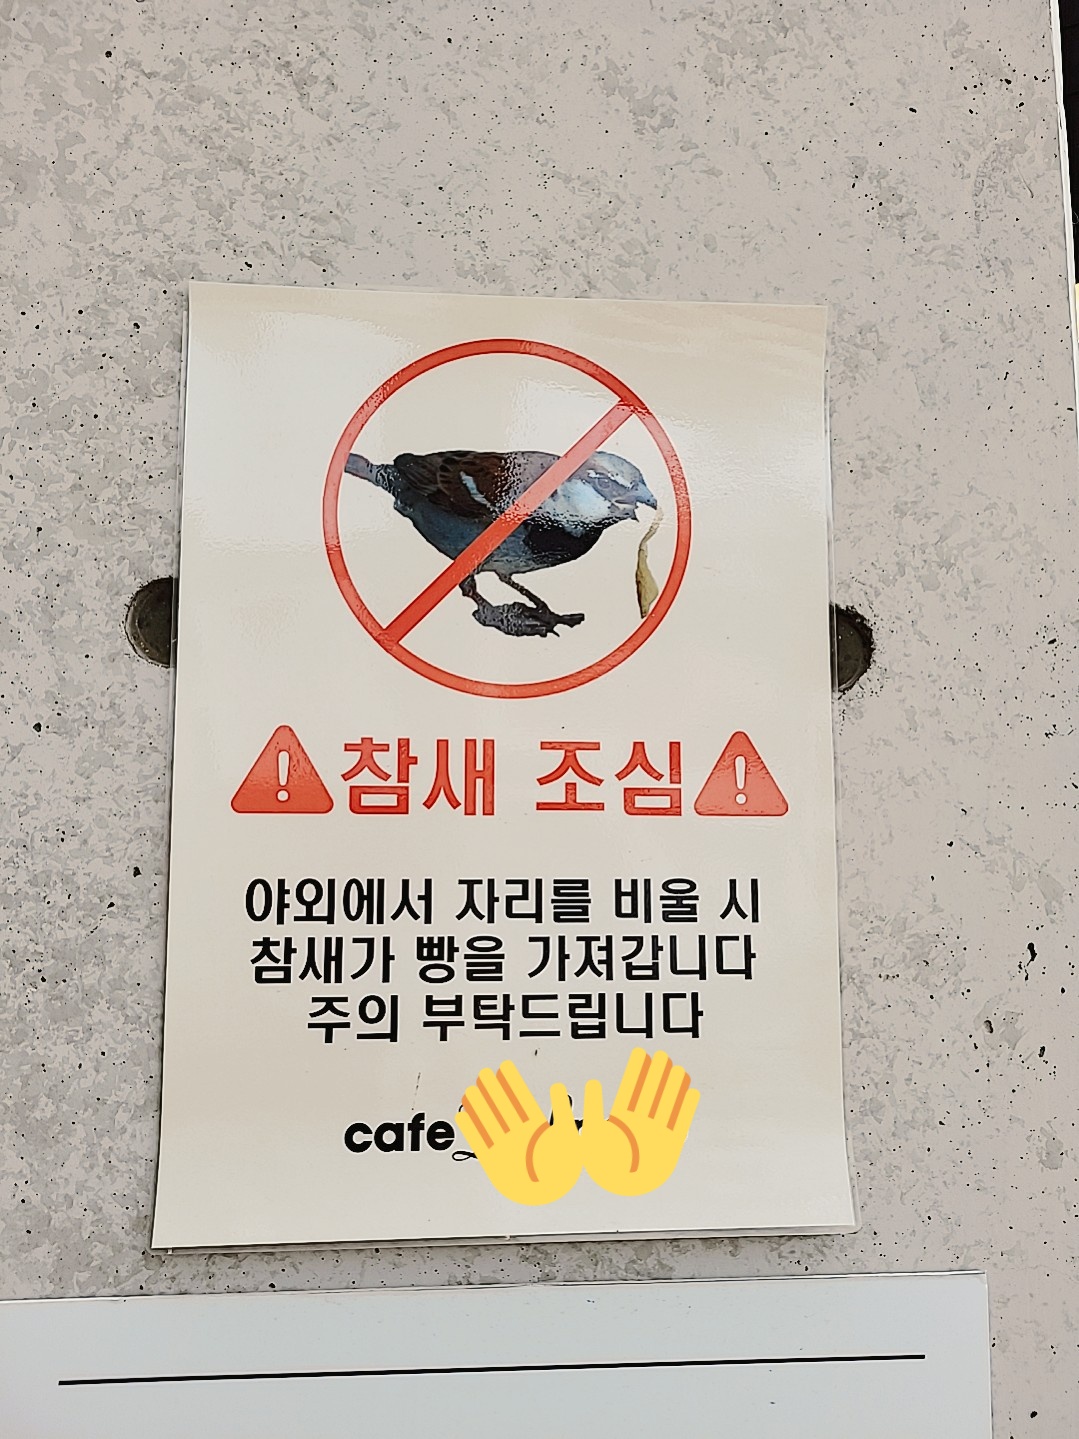 참새 조심
야외에서 자리를 비울 시
참새가 빵을 가져갑니다
주의 부탁드립니다
cafe